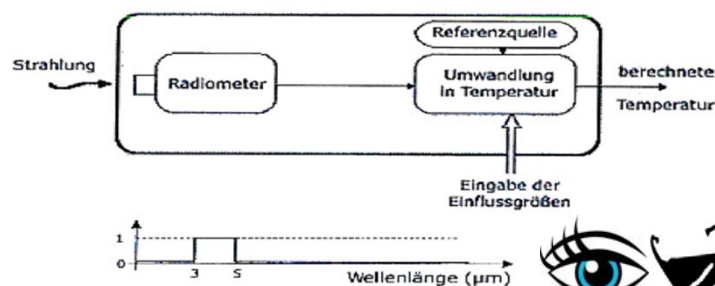 Referenzquelle
Strahlung
Radiometer
Umwandlung
in Temperatur
berechnete
Temperatur
Eingabe der
Einflussgrößen
1
0
3
5
Wellenlänge (µm)